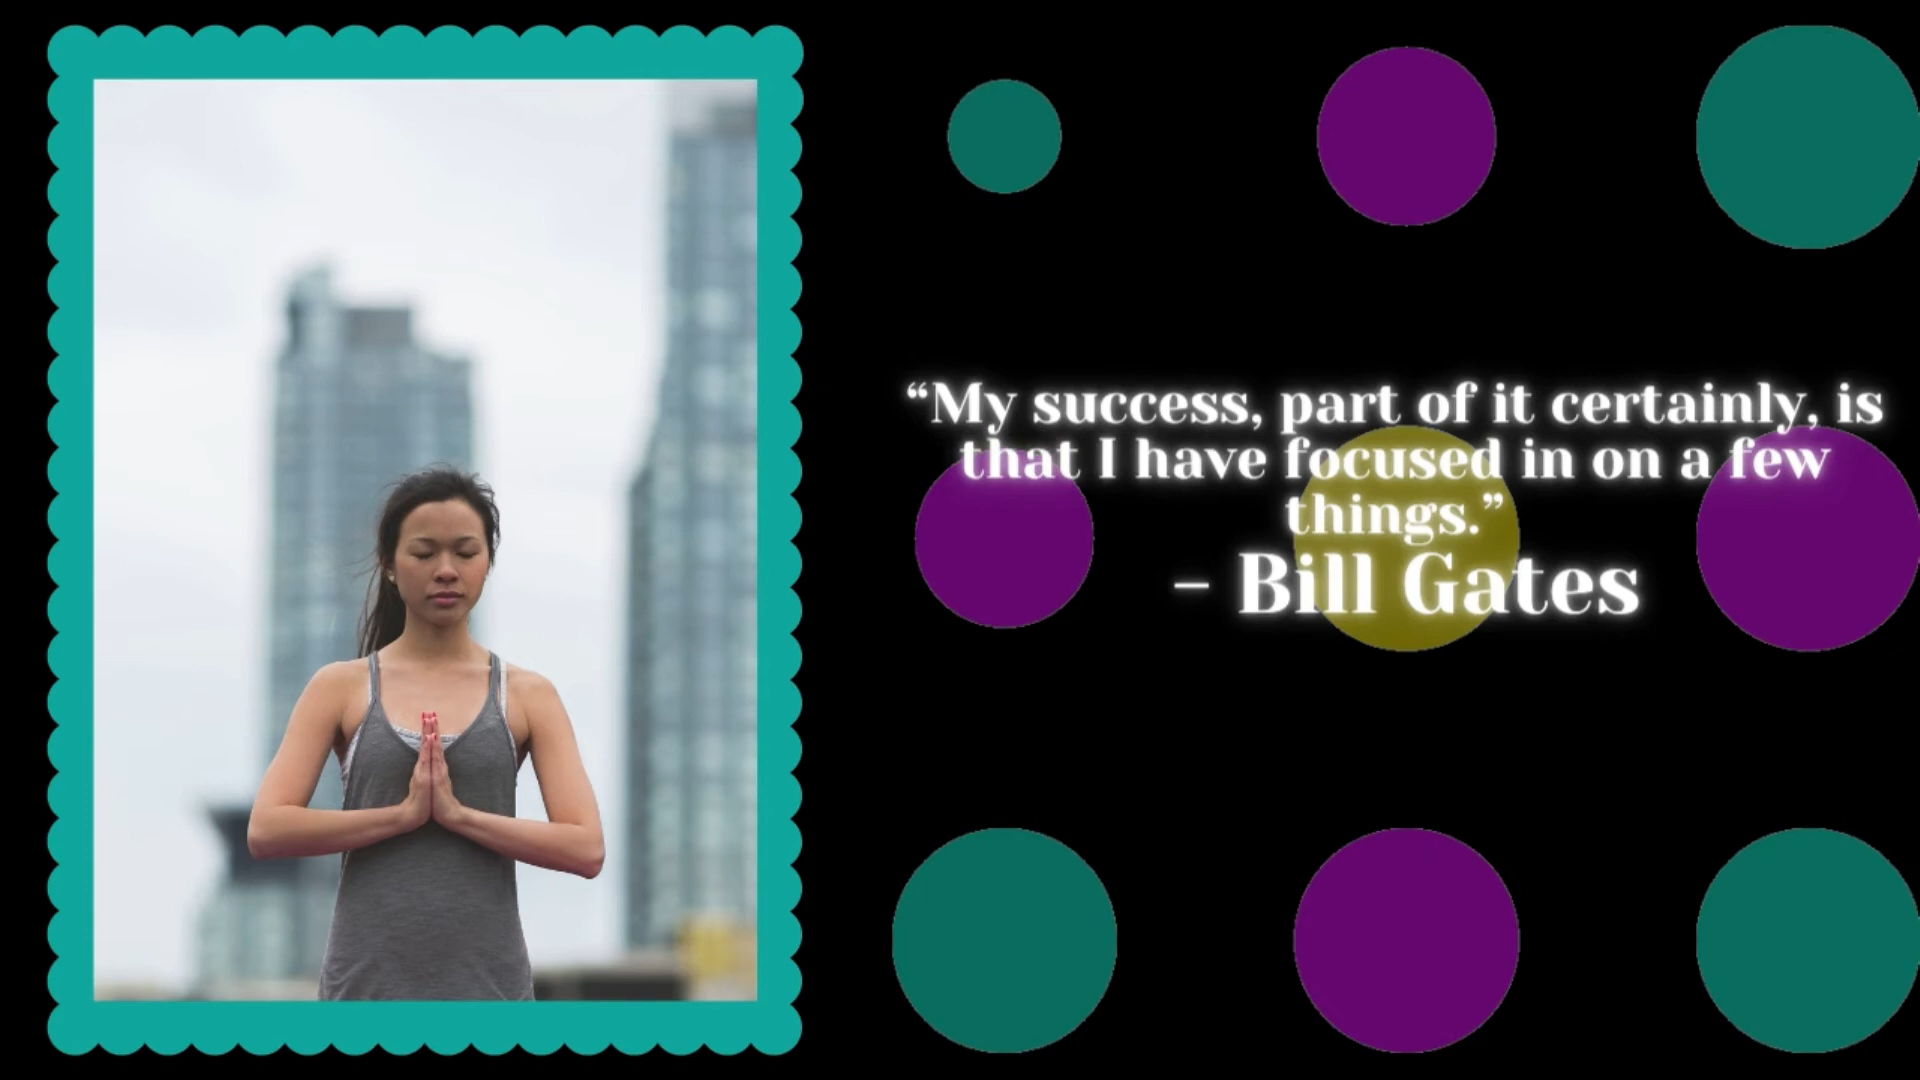 “My success, part of it certainly, is
that I have focused in on a few
things.”
– Bill Gates